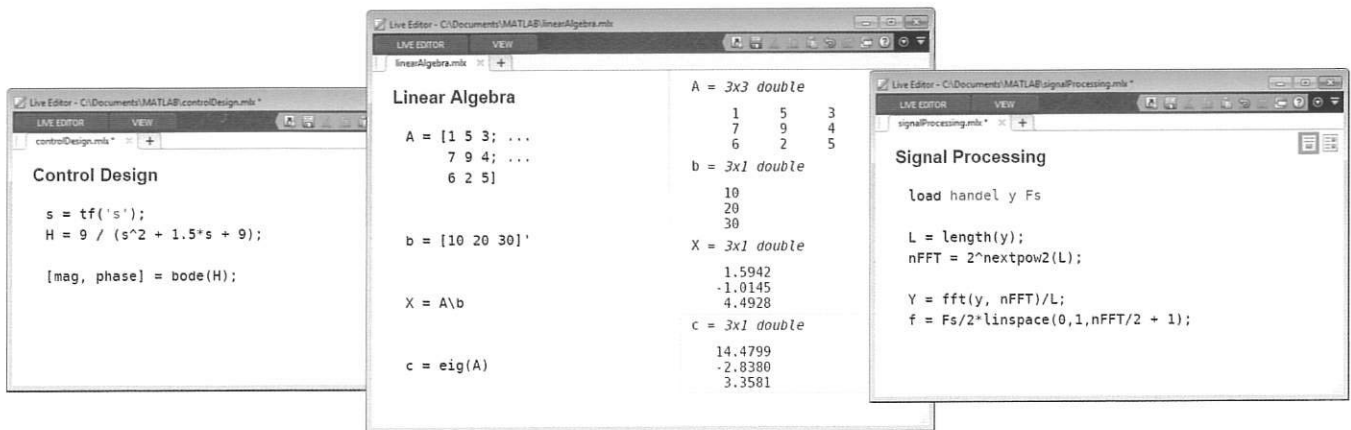 Live Editor - C:\Documents\MATLAB\controlDesign.mlx *
LIVE EDITOR VIEW
controlDesign.mlx * × +
Control Design
s = tf('s');
H = 9 / (s^2 + 1.5*s + 9);
[mag, phase] = bode(H);
Live Editor - C:\Documents\MATLAB\linearAlgebra.mlx
LIVE EDITOR VIEW
linearAlgebra.mlx × +
Linear Algebra
A = [1 5 3; ...
7 9 4; ...
6 2 5]
b = [10 20 30]'
X = A\b
c = eig(A)
A = 3x3 double
1 5 3
7 9 4
6 2 5
b = 3x1 double
10
20
30
X = 3x1 double
1.5942
-1.0145
4.4928
c = 3x1 double
14.4799
-2.8380
3.3581
Live Editor - C:\Documents\MATLAB\signalProcessing.mlx *
LIVE EDITOR VIEW
signalProcessing.mlx * × +
Signal Processing
load handel y Fs
L = length(y);
nFFT = 2^nextpow2(L);
Y = fft(y, nFFT)/L;
f = Fs/2*linspace(0,1,nFFT/2 + 1);